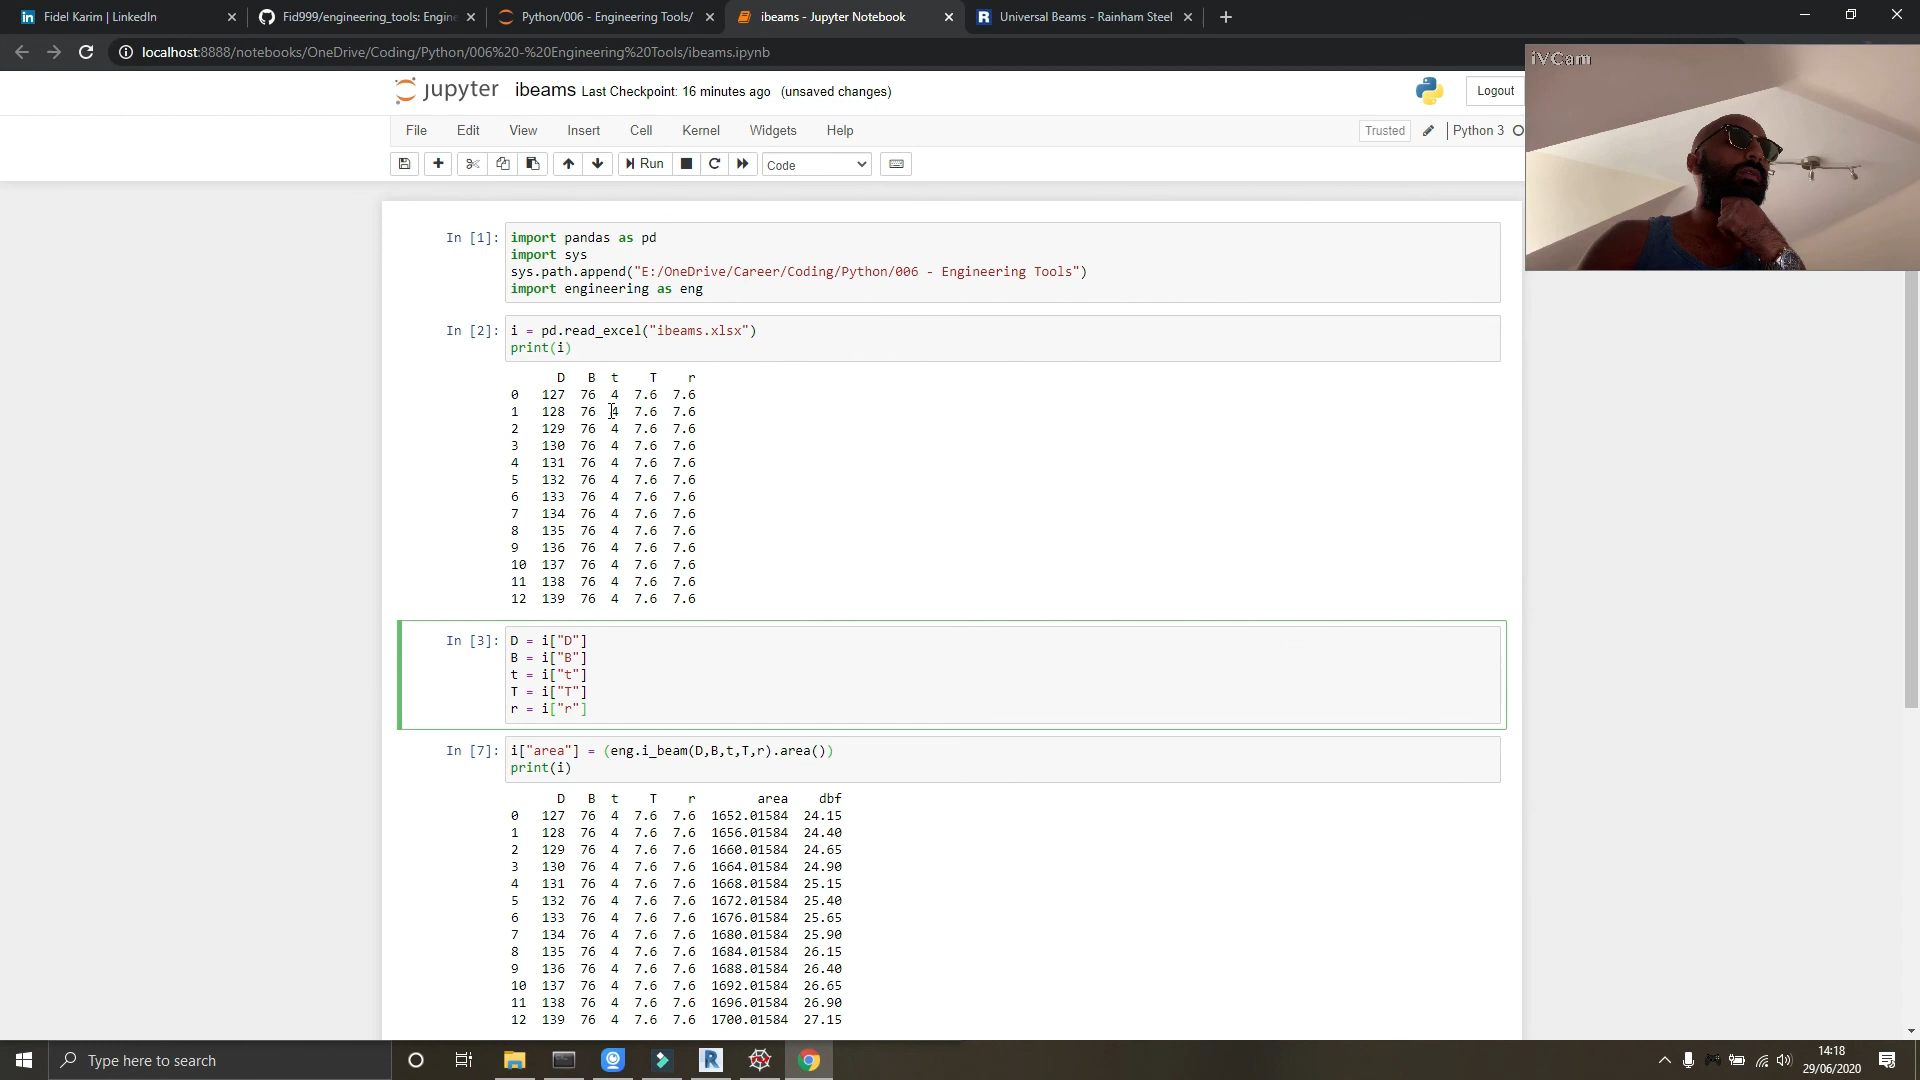 Fidel Karim | LinkedIn
Fid999/engineering_tools: Engine
Python/006 - Engineering Tools/
ibeams - Jupyter Notebook
Universal Beams - Rainham Steel
localhost:8888/notebooks/OneDrive/Coding/Python/006%20-%20Engineering%20Tools/ibeams.ipynb
iVCam
jupyter ibeams Last Checkpoint: 16 minutes ago (unsaved changes)
Logout
File Edit View Insert Cell Kernel Widgets Help
Trusted Python 3
Run Code
In [1]: import pandas as pd
import sys
sys.path.append("E:/OneDrive/Career/Coding/Python/006 - Engineering Tools")
import engineering as eng
In [2]: i = pd.read_excel("ibeams.xlsx")
print(i)
D B t T r
0 127 76 4 7.6 7.6
1 128 76 4 7.6 7.6
2 129 76 4 7.6 7.6
3 130 76 4 7.6 7.6
4 131 76 4 7.6 7.6
5 132 76 4 7.6 7.6
6 133 76 4 7.6 7.6
7 134 76 4 7.6 7.6
8 135 76 4 7.6 7.6
9 136 76 4 7.6 7.6
10 137 76 4 7.6 7.6
11 138 76 4 7.6 7.6
12 139 76 4 7.6 7.6
In [3]: D = i["D"]
B = i["B"]
t = i["t"]
T = i["T"]
r = i["r"]
In [7]: i["area"] = (eng.i_beam(D,B,t,T,r).area())
print(i)
D B t T r area dbf
0 127 76 4 7.6 7.6 1652.01584 24.15
1 128 76 4 7.6 7.6 1656.01584 24.40
2 129 76 4 7.6 7.6 1660.01584 24.65
3 130 76 4 7.6 7.6 1664.01584 24.90
4 131 76 4 7.6 7.6 1668.01584 25.15
5 132 76 4 7.6 7.6 1672.01584 25.40
6 133 76 4 7.6 7.6 1676.01584 25.65
7 134 76 4 7.6 7.6 1680.01584 25.90
8 135 76 4 7.6 7.6 1684.01584 26.15
9 136 76 4 7.6 7.6 1688.01584 26.40
10 137 76 4 7.6 7.6 1692.01584 26.65
11 138 76 4 7.6 7.6 1696.01584 26.90
12 139 76 4 7.6 7.6 1700.01584 27.15
Type here to search
14:18
29/06/2020